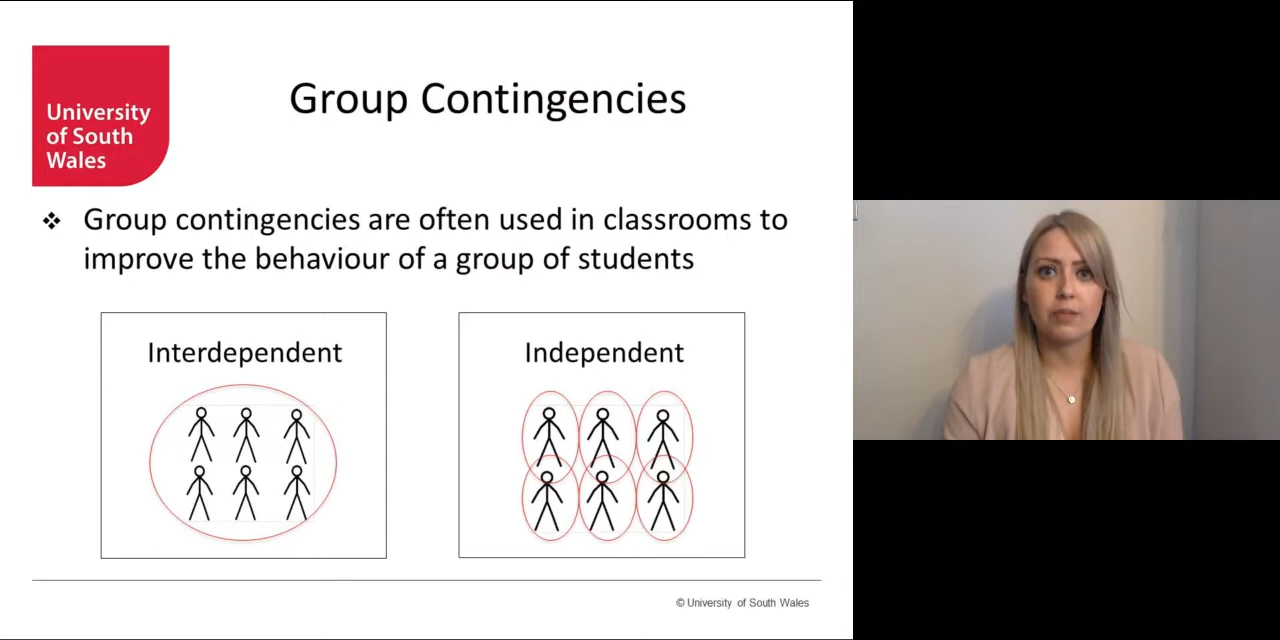 University
of South
Wales
Group Contingencies
❖ Group contingencies are often used in classrooms to
improve the behaviour of a group of students
Interdependent
Independent
© University of South Wales